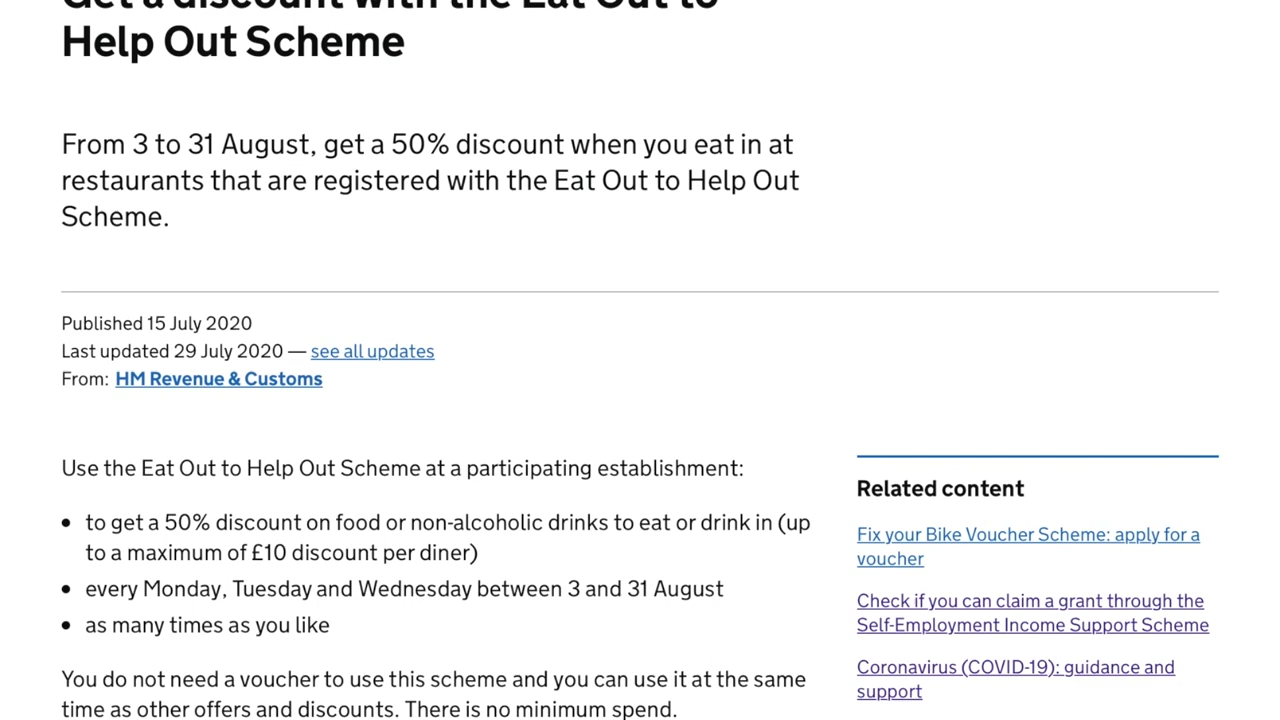 Get a discount with the Eat Out to
Help Out Scheme
From 3 to 31 August, get a 50% discount when you eat in at
restaurants that are registered with the Eat Out to Help Out
Scheme.
Published 15 July 2020
Last updated 29 July 2020 — see all updates
From: HM Revenue & Customs
Use the Eat Out to Help Out Scheme at a participating establishment:
• to get a 50% discount on food or non-alcoholic drinks to eat or drink in (up
to a maximum of £10 discount per diner)
• every Monday, Tuesday and Wednesday between 3 and 31 August
• as many times as you like
You do not need a voucher to use this scheme and you can use it at the same
time as other offers and discounts. There is no minimum spend.
Related content
Fix your Bike Voucher Scheme: apply for a
voucher
Check if you can claim a grant through the
Self-Employment Income Support Scheme
Coronavirus (COVID-19): guidance and
support